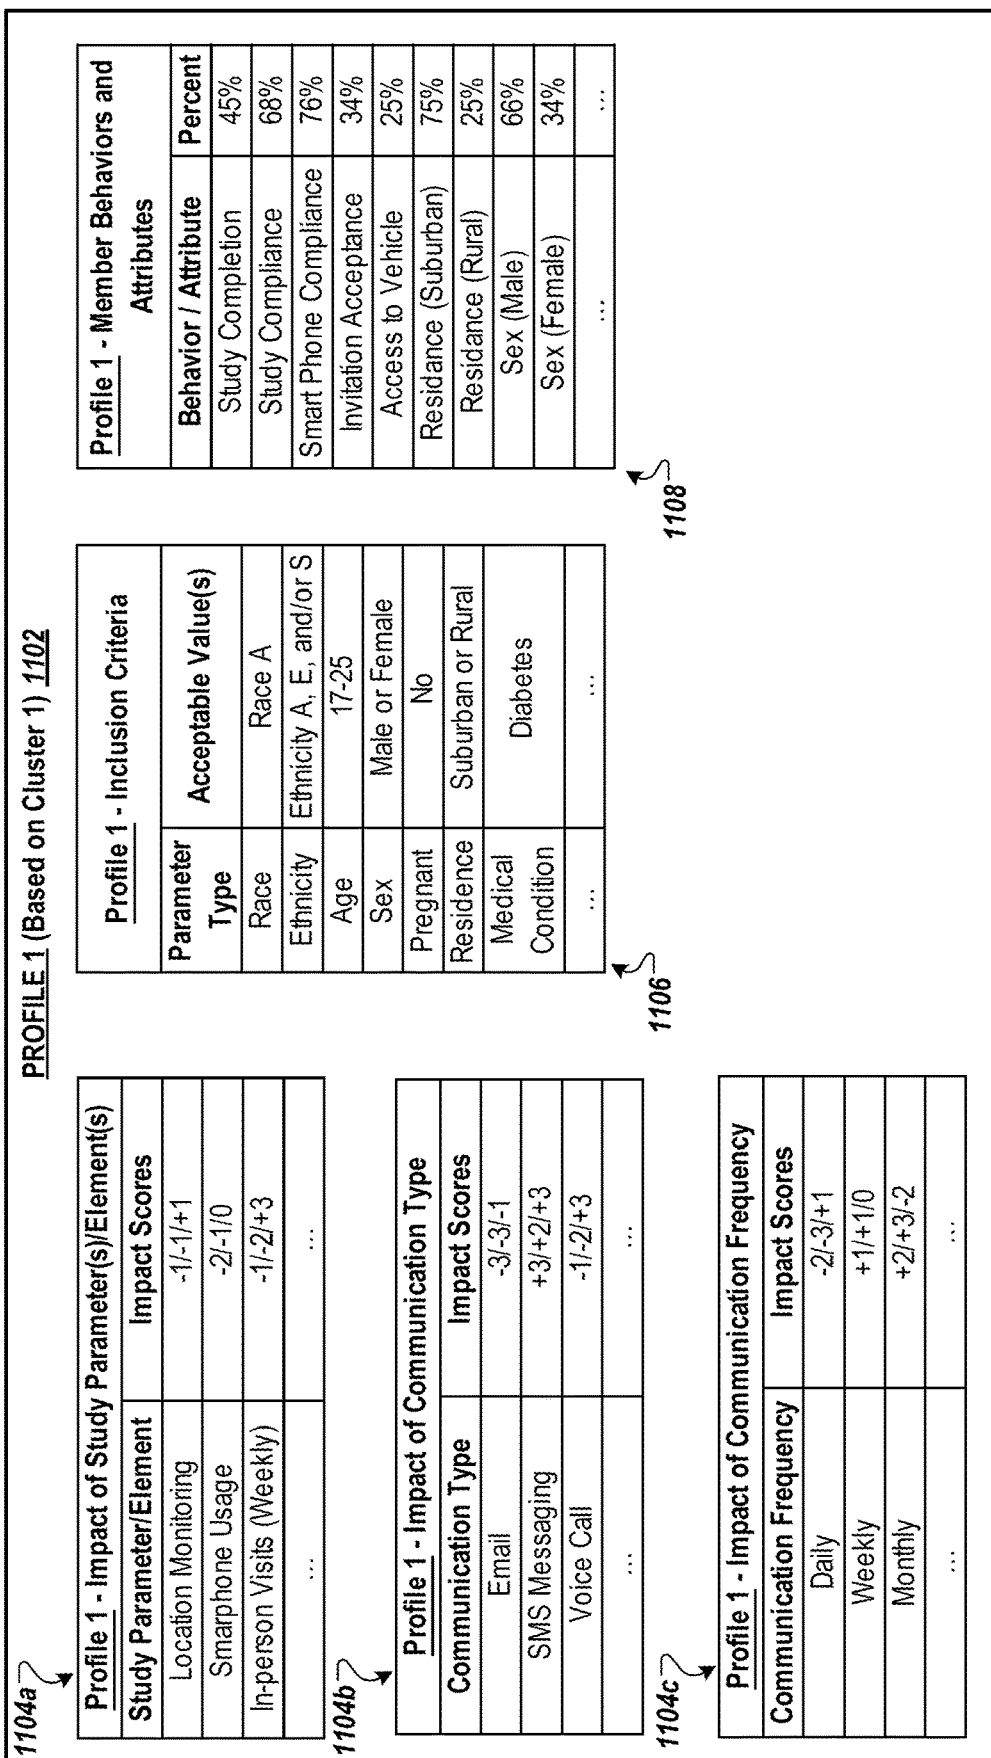 PROFILE 1 (Based on Cluster 1) 1102
1104a
Profile 1 - Impact of Study Parameter(s)/Element(s)
Study Parameter/Element Impact Scores
Location Monitoring -1/-1/+1
Smarphone Usage -2/-1/0
In-person Visits (Weekly) -1/-2/+3
... ...
1104b
Profile 1 - Impact of Communication Type
Communication Type Impact Scores
Email -3/-3/-1
SMS Messaging +3/+2/+3
Voice Call -1/-2/+3
... ...
1104c
Profile 1 - Impact of Communication Frequency
Communication Frequency Impact Scores
Daily -2/-3/+1
Weekly +1/+1/0
Monthly +2/+3/-2
... ...
Profile 1 - Inclusion Criteria
Parameter
Type
Acceptable Value(s)
Race Race A
Ethnicity Ethnicity A, E, and/or S
Age 17-25
Sex Male or Female
Pregnant No
Residence Suburban or Rural
Medical
Condition
Diabetes
... ...
1106
Profile 1 - Member Behaviors and
Attributes
Behavior / Attribute Percent
Study Completion 45%
Study Compliance 68%
Smart Phone Compliance 76%
Invitation Acceptance 34%
Access to Vehicle 25%
Residance (Suburban) 75%
Residance (Rural) 25%
Sex (Male) 66%
Sex (Female) 34%
... ...
1108